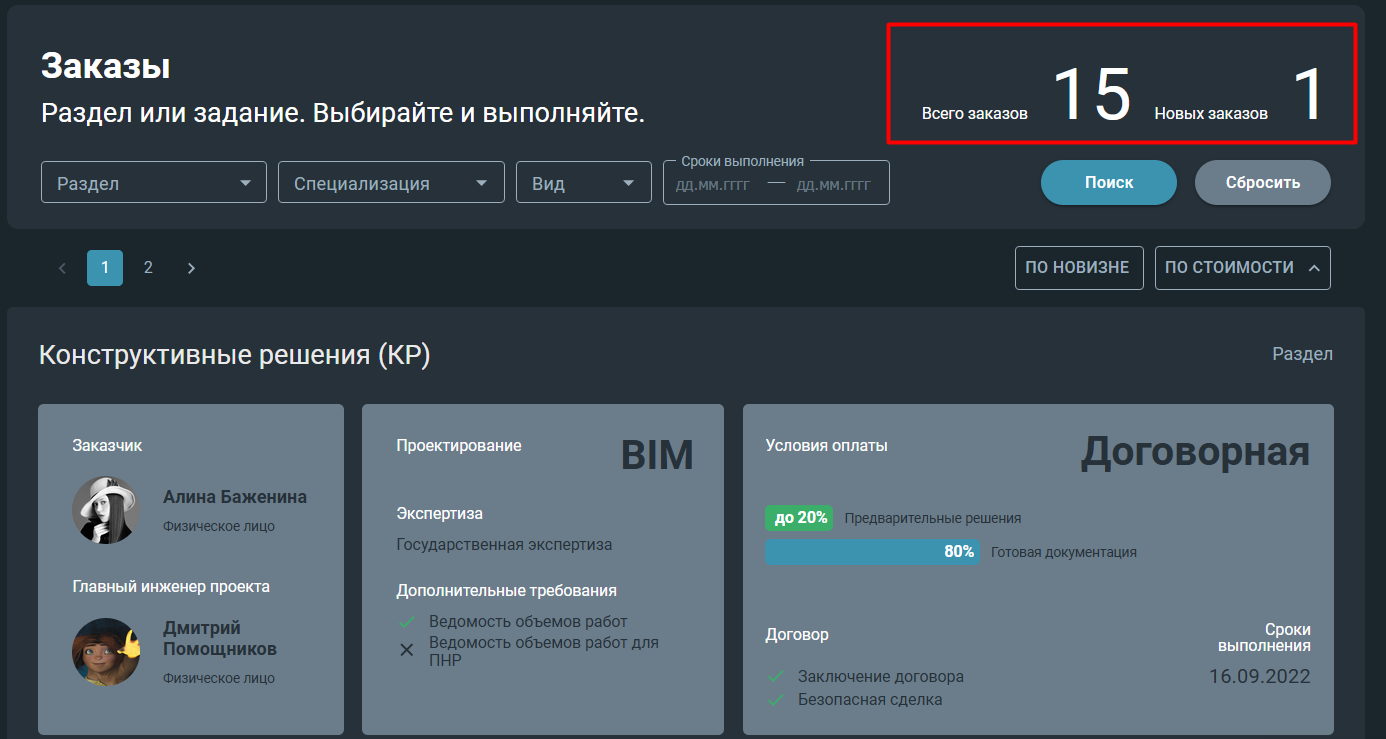 Заказы
Раздел или задание. Выбирайте и выполняйте.
Всего заказов 15 Новых заказов 1
Раздел
Специализация
Вид
Сроки выполнения
дд.мм.гггг — дд.мм.гггг
Поиск
Сбросить
1 2
ПО НОВИЗНЕ
ПО СТОИМОСТИ
Конструктивные решения (КР)
Раздел
Заказчик
Алина Баженина
Физическое лицо
Главный инженер проекта
Дмитрий
Помощников
Физическое лицо
Проектирование
BIM
Экспертиза
Государственная экспертиза
Дополнительные требования
Ведомость объемов работ
Ведомость объемов работ для
ПНР
Условия оплаты
Договорная
до 20% Предварительные решения
80% Готовая документация
Договор
Заключение договора
Безопасная сделка
Сроки
выполнения
16.09.2022